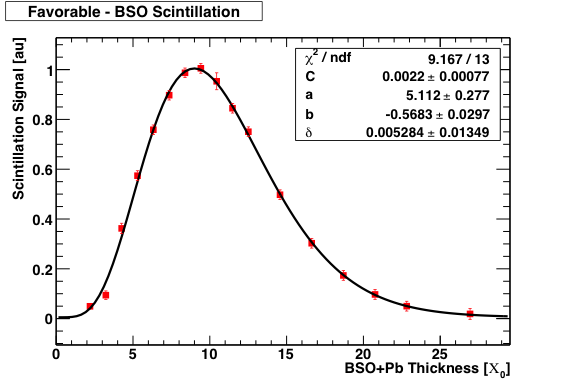 Favorable - BSO Scintillation
Scintillation Signal [au]
χ² / ndf 9.167 / 13
C 0.0022 ± 0.00077
a 5.112 ± 0.277
b -0.5683 ± 0.0297
δ 0.005284 ± 0.01349
1
0.8
0.6
0.4
0.2
0
0 5 10 15 20 25
BSO+Pb Thickness [X₀]